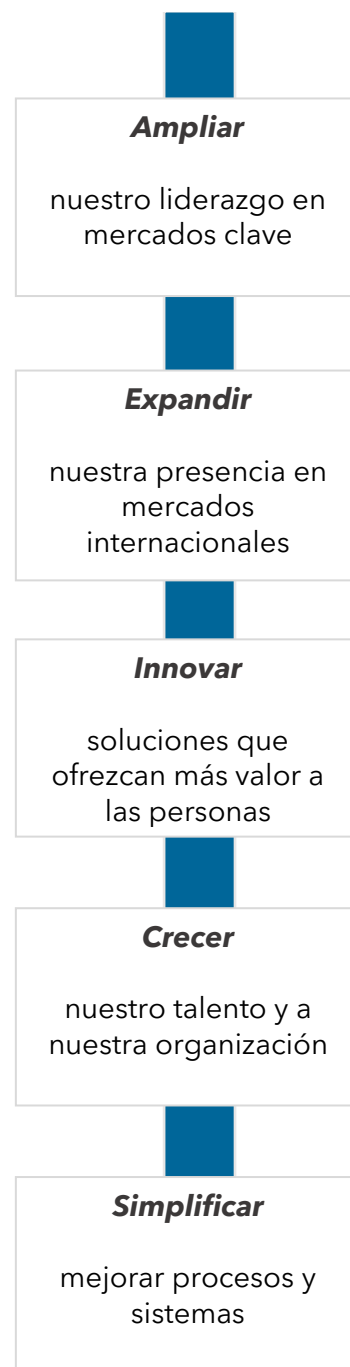 Ampliar
nuestro liderazgo en
mercados clave
Expandir
nuestra presencia en
mercados
internacionales
Innovar
soluciones que
ofrezcan más valor a
las personas
Crecer
nuestro talento y a
nuestra organización
Simplificar
mejorar procesos y
sistemas